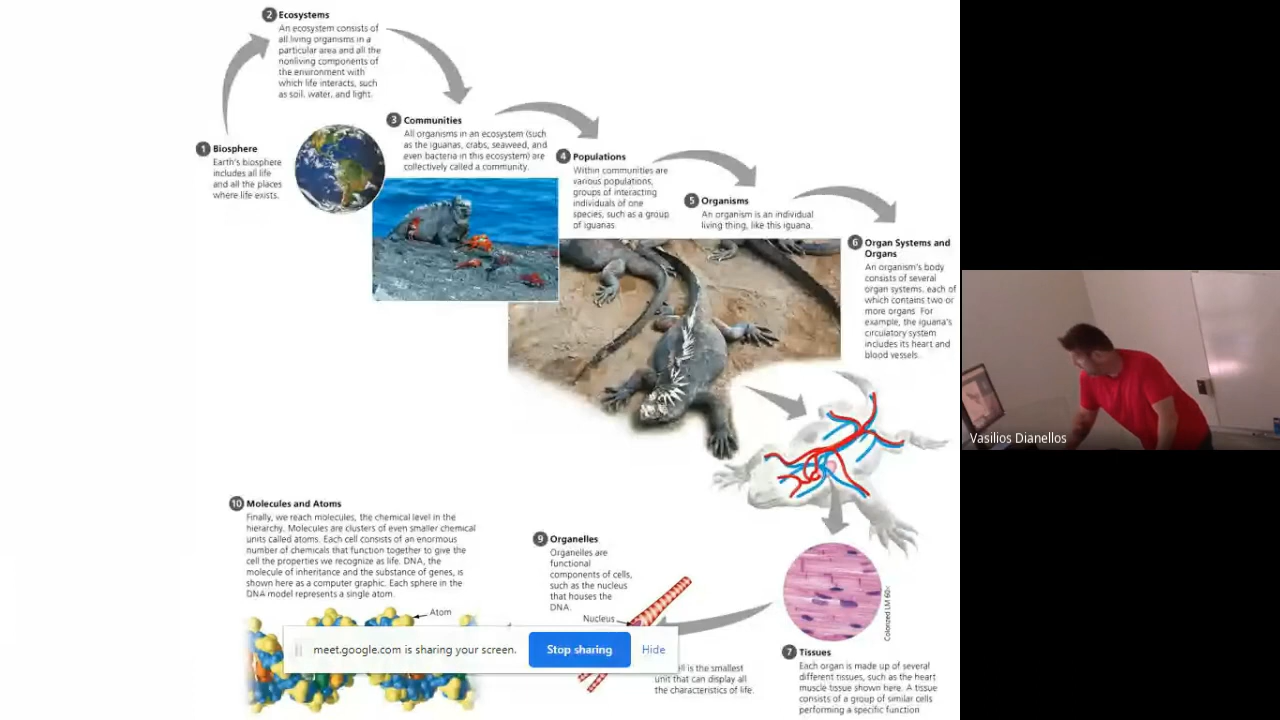 2 Ecosystems
An ecosystem consists of
all living organisms in a
particular area and all the
nonliving components of
the environment with
which life interacts, such
as soil, water, and light.
3 Communities
All organisms in an ecosystem (such
as the iguanas, crabs, seaweed, and
even bacteria in this ecosystem) are
collectively called a community.
1 Biosphere
Earth's biosphere
includes all life
and all the places
where life exists.
4 Populations
Within communities are
various populations,
groups of interacting
individuals of one
species, such as a group
of iguanas.
5 Organisms
An organism is an individual
living thing, like this iguana.
6 Organ Systems and
Organs
An organism's body
consists of several
organ systems, each of
which contains two or
more organs. For
example, the iguana's
circulatory system
includes its heart and
blood vessels.
Vasilios Dianellos
10 Molecules and Atoms
Finally, we reach molecules, the chemical level in the
hierarchy. Molecules are clusters of even smaller chemical
units called atoms. Each cell consists of an enormous
number of chemicals that function together to give the
cell the properties we recognize as life. DNA, the
molecule of inheritance and the substance of genes, is
shown here as a computer graphic. Each sphere in the
DNA model represents a single atom.
Atom
9 Organelles
Organelles are
functional
components of cells,
such as the nucleus
that houses the
DNA.
Nucleus
Colorized LM 60×
7 Tissues
Each organ is made up of several
different tissues, such as the heart
muscle tissue shown here. A tissue
consists of a group of similar cells
performing a specific function
is the smallest
unit that can display all
the characteristics of life.
meet.google.com is sharing your screen.
Stop sharing
Hide